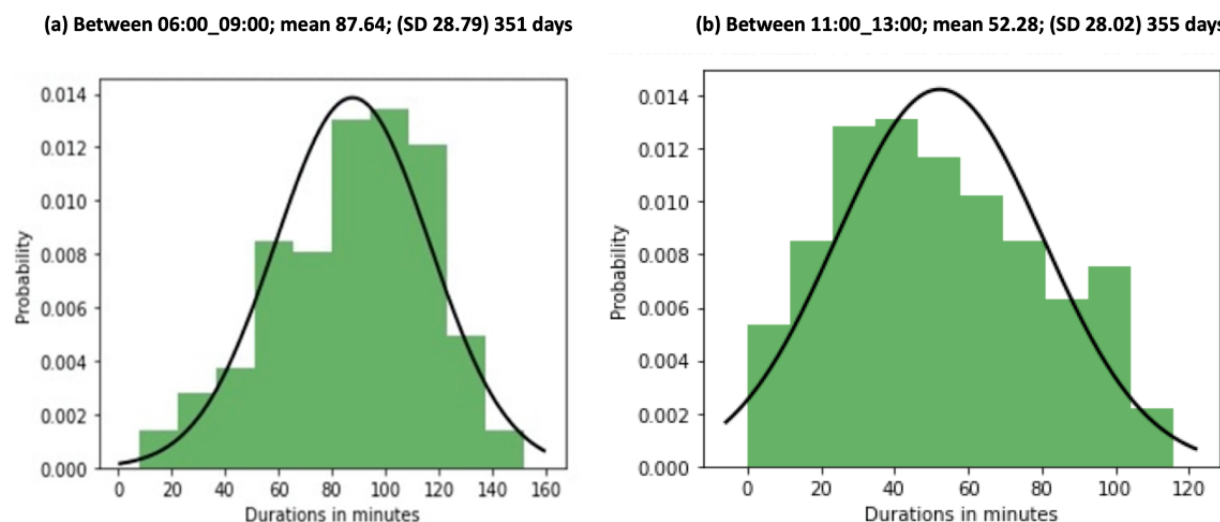 (a) Between 06:00_09:00; mean 87.64; (SD 28.79) 351 days
(b) Between 11:00_13:00; mean 52.28; (SD 28.02) 355 days
0.014
0.012
0.010
0.008
0.006
0.004
0.002
0.000
Probability
0 20 40 60 80 100 120 140 160
Durations in minutes
0.014
0.012
0.010
0.008
0.006
0.004
0.002
0.000
Probability
0 20 40 60 80 100 120
Durations in minutes